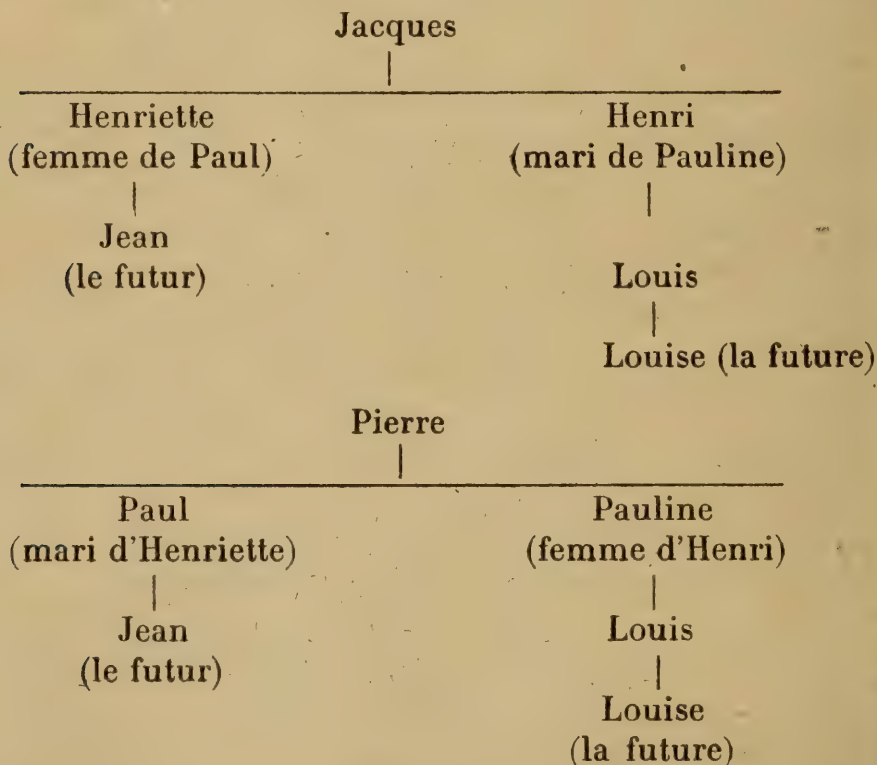 Jacques
Henriette Henri
(femme de Paul) (mari de Pauline)
Jean
(le futur) Louis
Louise (la future)
Pierre
Paul Pauline
(mari d'Henriette) (femme d'Henri)
Jean Louis
(le futur)
Louise
(la future)